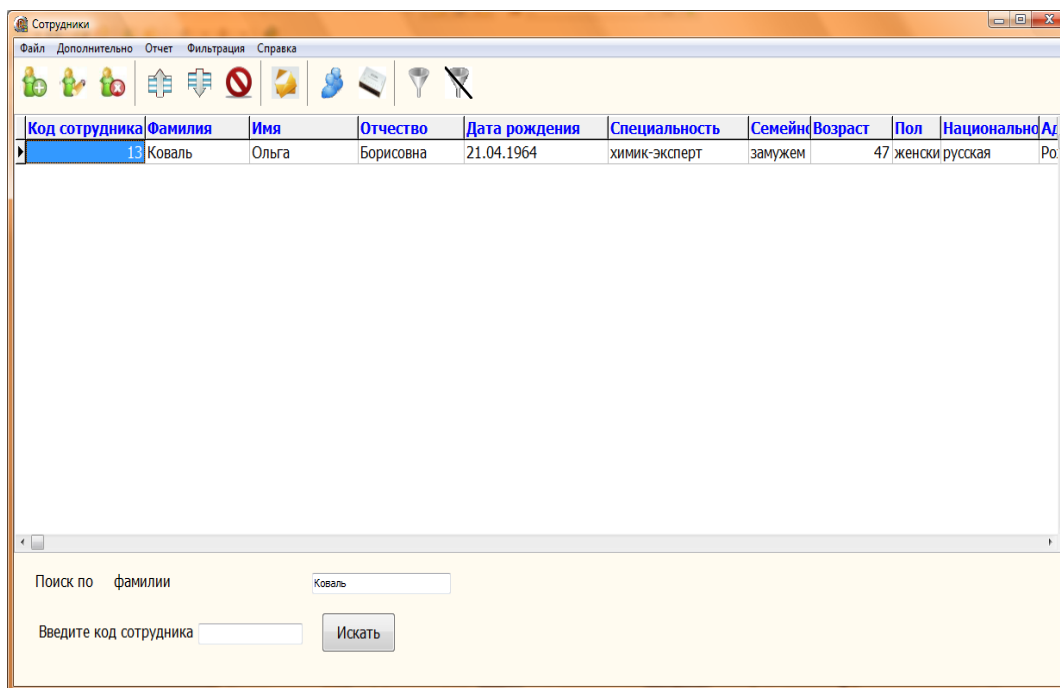 Сотрудники
Файл Дополнительно Отчет Фильтрация Справка
Код сотрудника Фамилия Имя Отчество Дата рождения Специальность Семейно Возраст Пол Национально Ад
13 Коваль Ольга Борисовна 21.04.1964 химик-эксперт замужем 47 женски русская Ро
Поиск по фамилии Коваль
Введите код сотрудника Искать